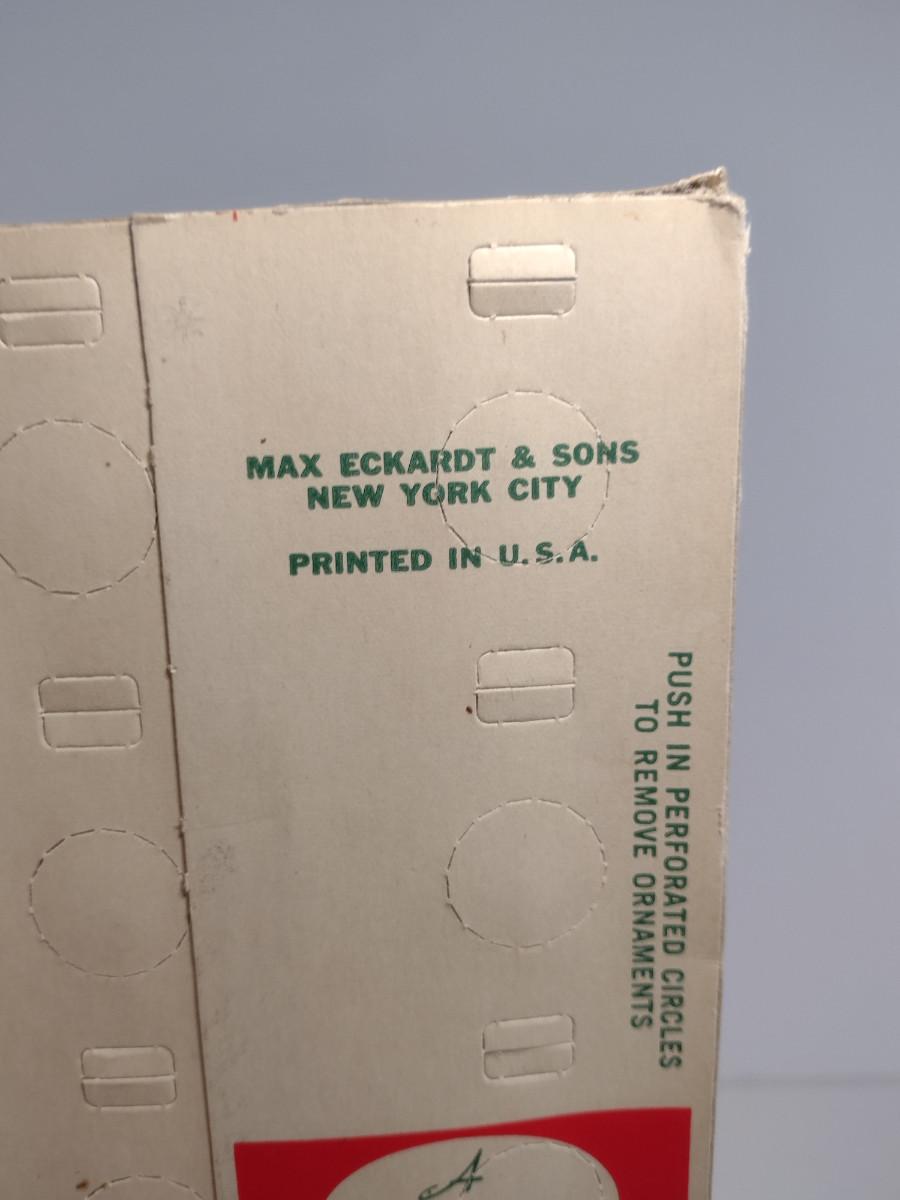 MAX ECKARDT & SONS
NEW YORK CITY
PRINTED IN U.S.A.
PUSH IN PERFORATED CIRCLES
TO REMOVE ORNAMENTS
A